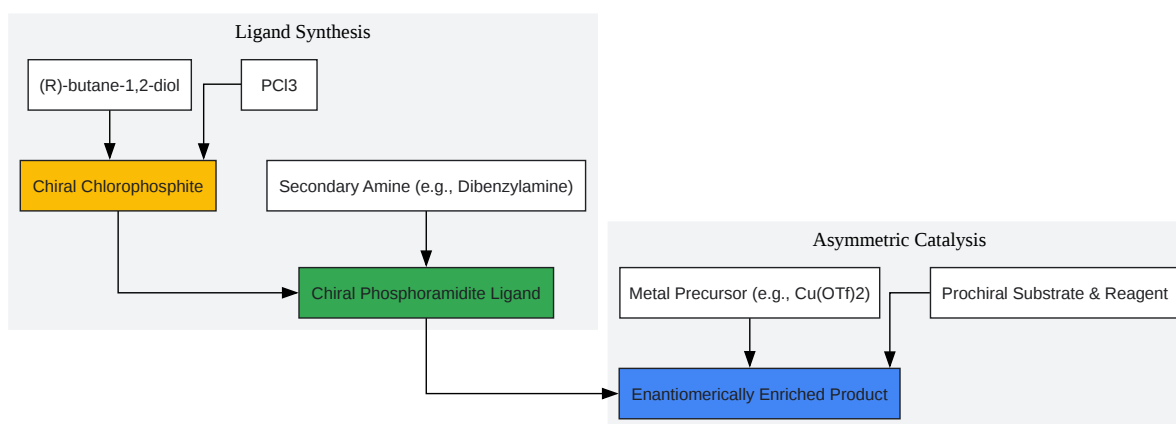 Ligand Synthesis
(R)-butane-1,2-diol
PCl3
Chiral Chlorophosphite
Secondary Amine (e.g., Dibenzylamine)
Chiral Phosphoramidite Ligand
Asymmetric Catalysis
Metal Precursor (e.g., Cu(OTf)2)
Prochiral Substrate & Reagent
Enantiomerically Enriched Product